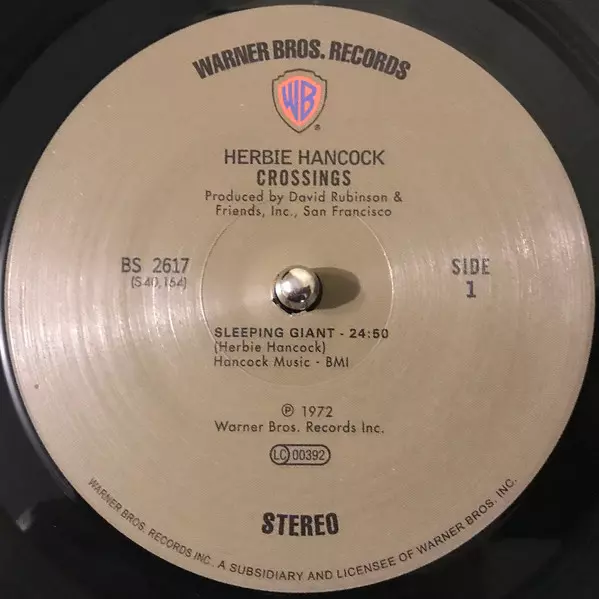 WARNER BROS. RECORDS
WB
®
HERBIE HANCOCK
CROSSINGS
Produced by David Rubinson &
Friends, Inc., San Francisco
BS 2617
(S 40,164)
SIDE
1
SLEEPING GIANT - 24:50
(Herbie Hancock)
Hancock Music - BMI
℗ 1972
Warner Bros. Records Inc.
LC 00392
STEREO
WARNER BROS. RECORDS INC. A SUBSIDIARY AND LICENSEE OF WARNER BROS. INC.